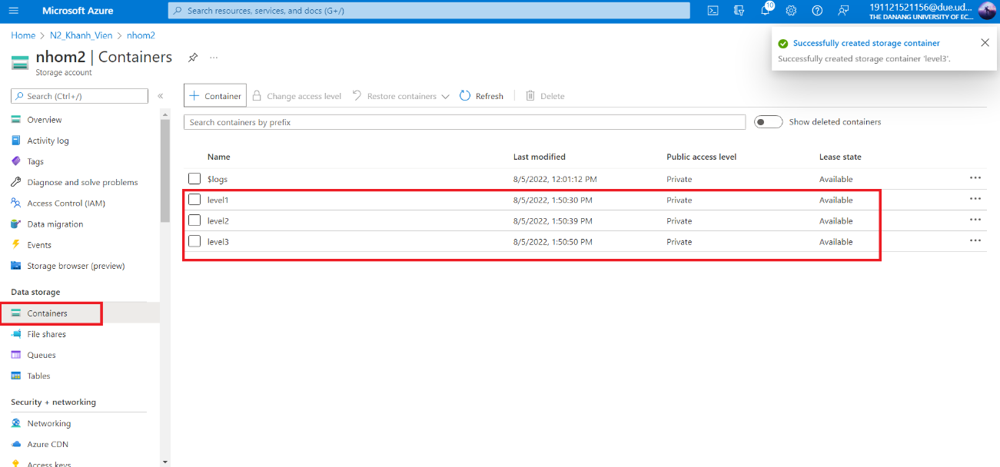 Microsoft Azure
Search resources, services, and docs (G+/)
10
191121521156@due.ud...
THE DANANG UNIVERSITY OF EC...
Home > N2_Khanh_Vien > nhom2
Successfully created storage container
Successfully created storage container 'level3'.
nhom2 | Containers
Storage account
Search (Ctrl+/)
Container
Change access level
Restore containers
Refresh
Delete
Search containers by prefix
Show deleted containers
Overview
Activity log
Tags
Diagnose and solve problems
Access Control (IAM)
Data migration
Events
Storage browser (preview)
Data storage
Containers
File shares
Queues
Tables
Security + networking
Networking
Azure CDN
Access keys
Name Last modified Public access level Lease state
$logs 8/5/2022, 12:01:12 PM Private Available
level1 8/5/2022, 1:50:30 PM Private Available
level2 8/5/2022, 1:50:39 PM Private Available
level3 8/5/2022, 1:50:50 PM Private Available